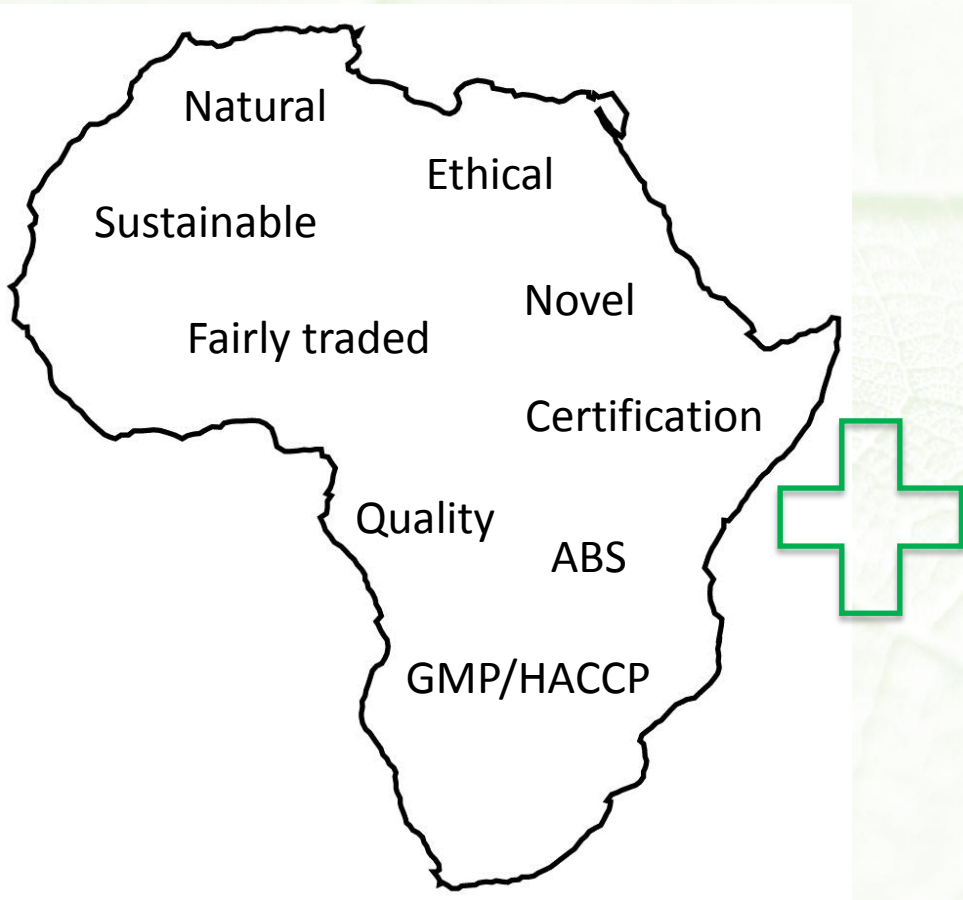 Natural
Ethical
Sustainable
Novel
Fairly traded
Certification
Quality
ABS
GMP/HACCP